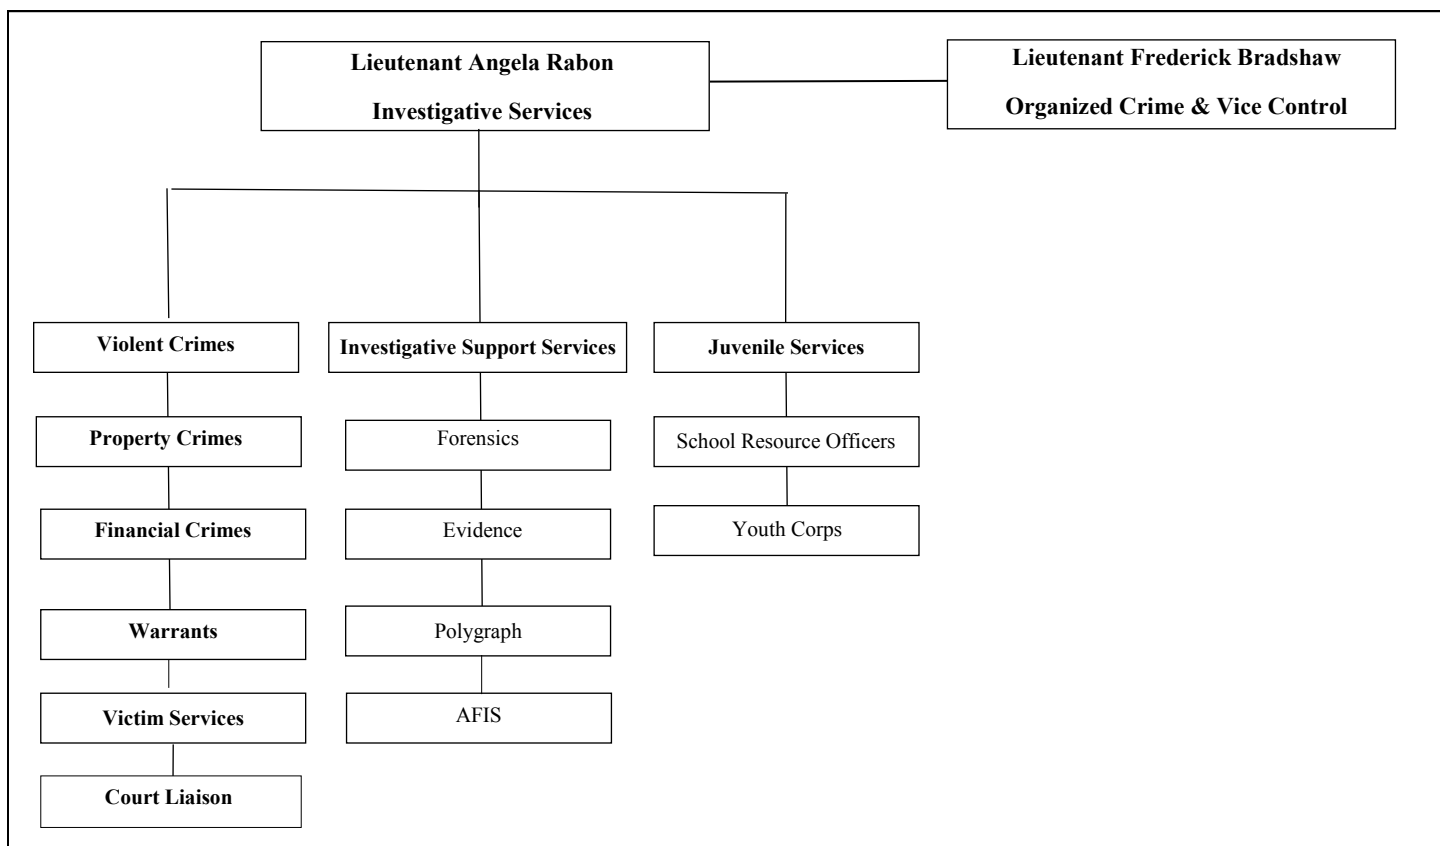 Lieutenant Angela Rabon
Investigative Services
Lieutenant Frederick Bradshaw
Organized Crime & Vice Control
Violent Crimes
Investigative Support Services
Juvenile Services
Property Crimes
Forensics
School Resource Officers
Financial Crimes
Evidence
Youth Corps
Warrants
Polygraph
Victim Services
AFIS
Court Liaison